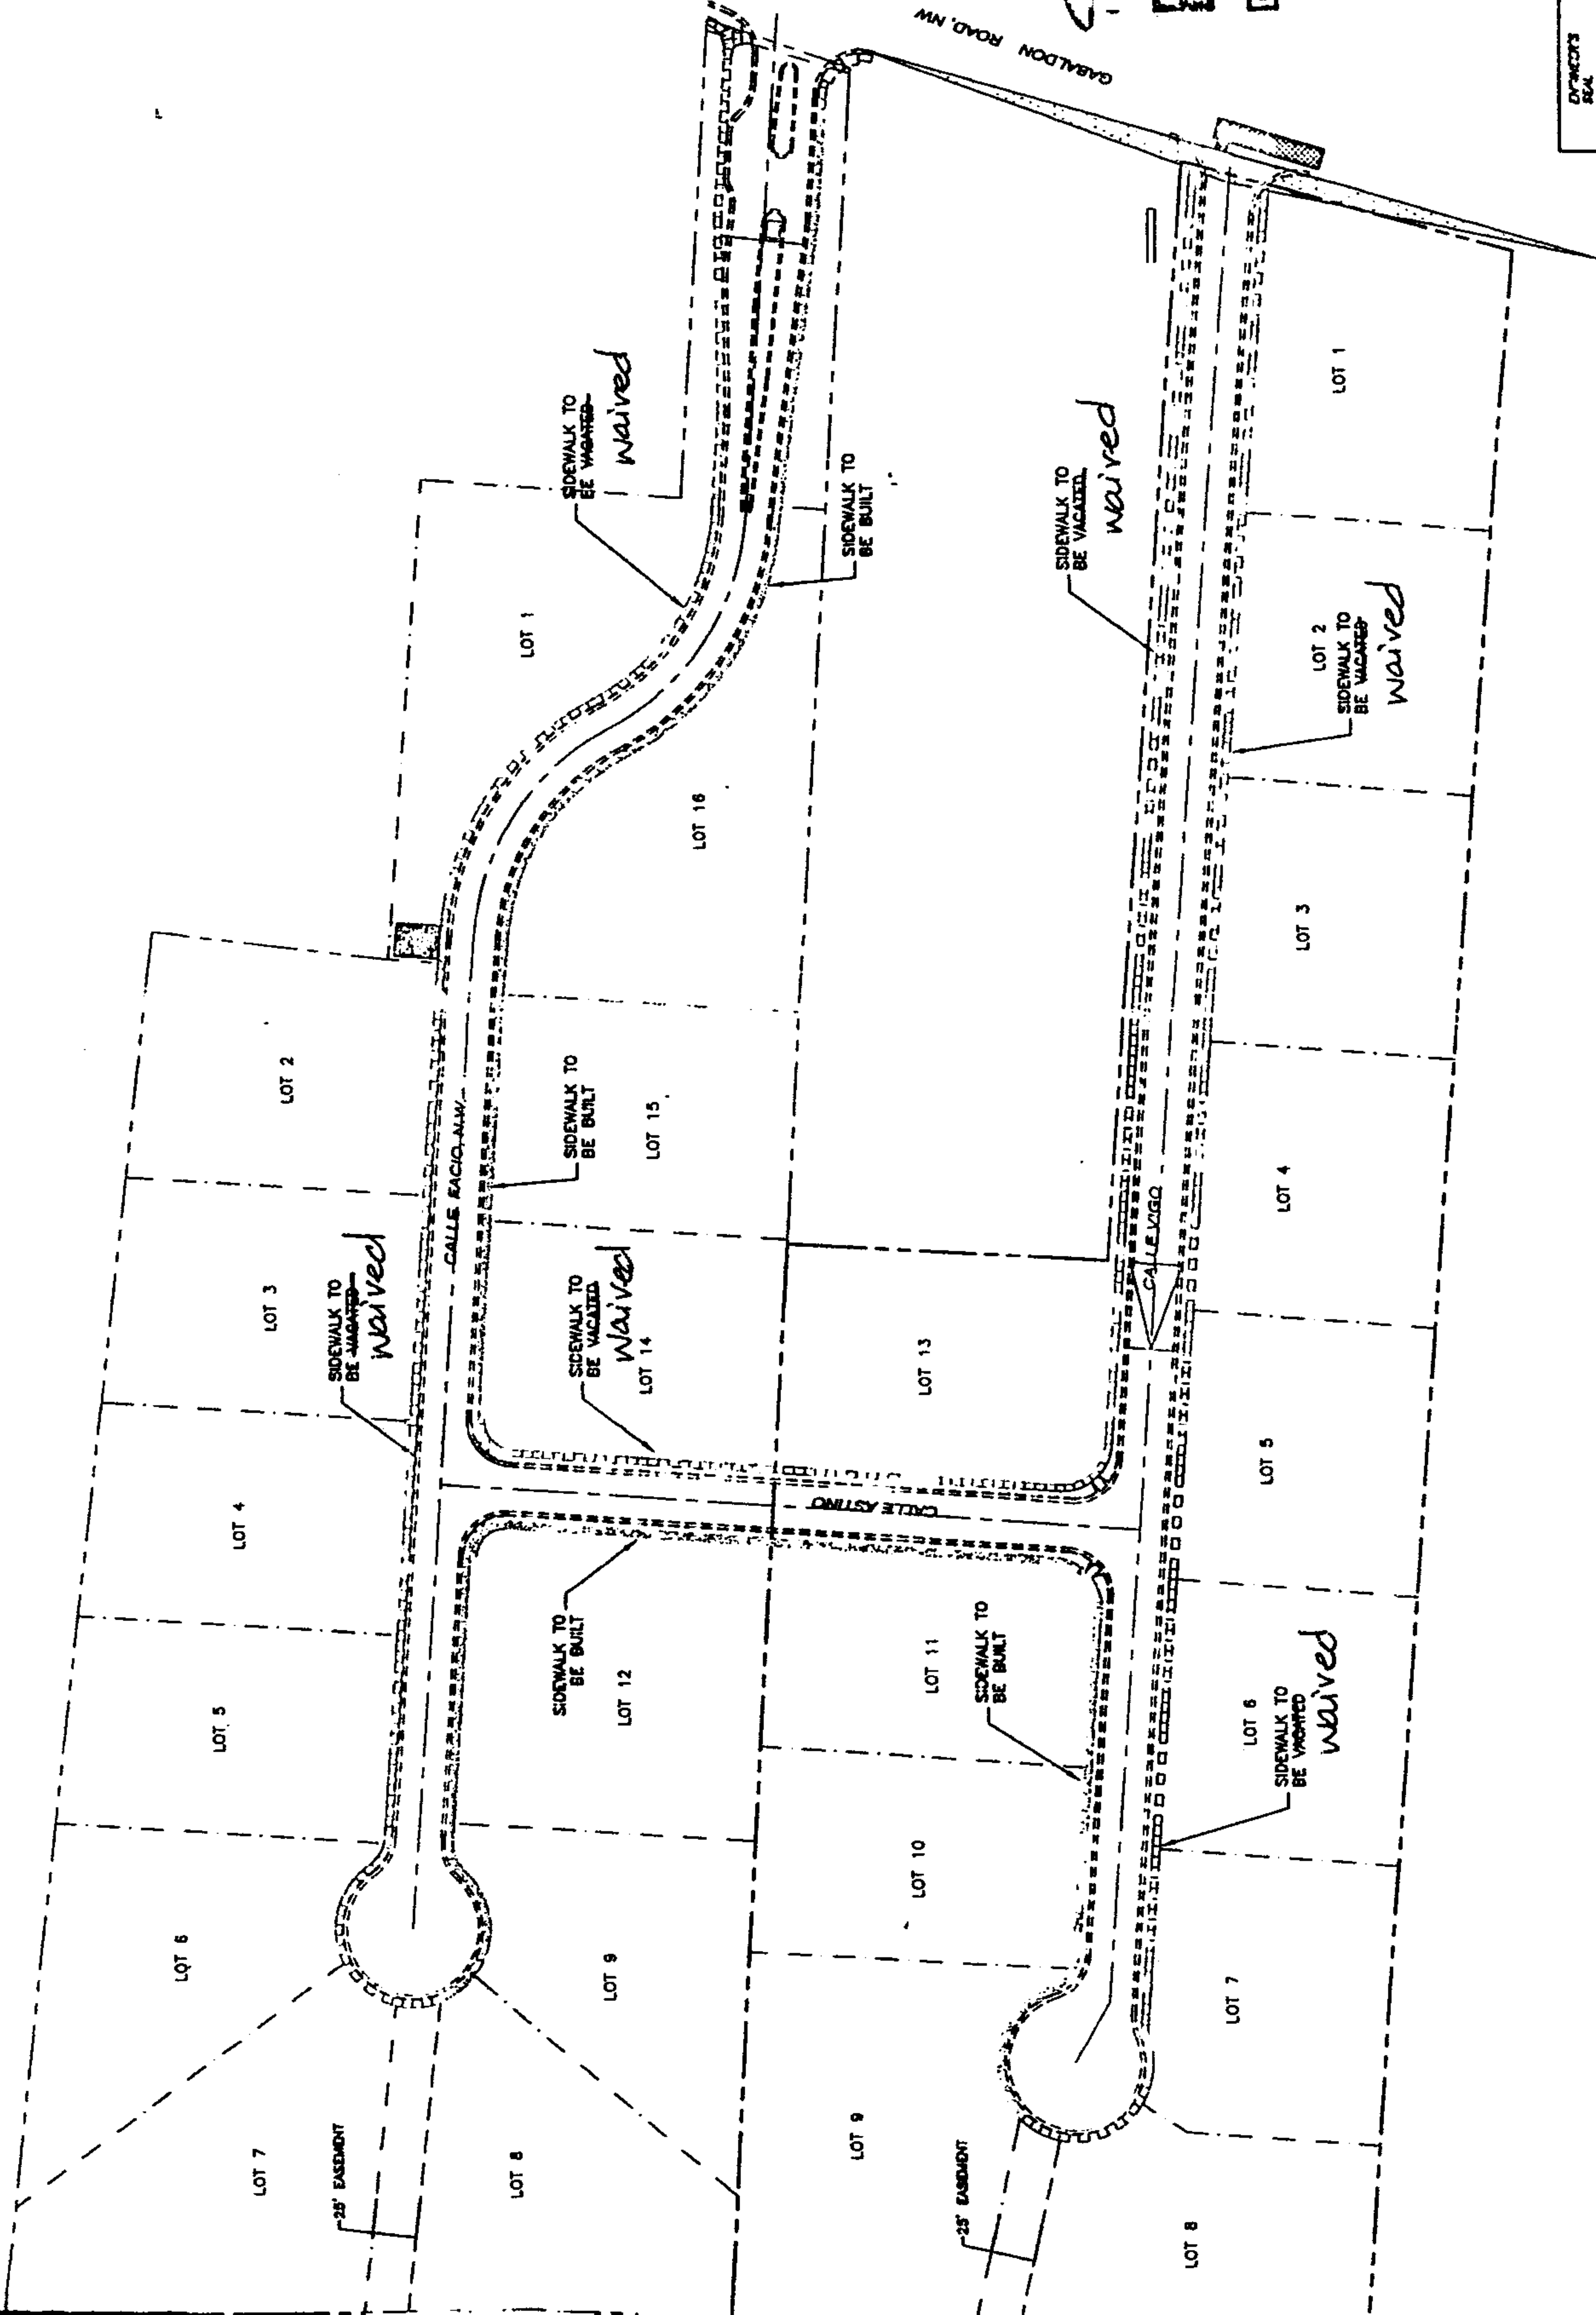 GABALDON ROAD, NW
ENGINEER'S
SEAL
SIDEWALK TO
BE VACATED
waived
SIDEWALK TO
BE BUILT
LOT 1
LOT 16
SIDEWALK TO
BE VACATED
waived
LOT 1
LOT 2
SIDEWALK TO
BE VACATED
waived
LOT 3
LOT 4
LOT 2
CALLE FACIO, N.W.
SIDEWALK TO
BE BUILT
LOT 15
LOT 3
SIDEWALK TO
BE VACATED
waived
SIDEWALK TO
BE VACATED
waived
LOT 14
LOT 13
CALLE VIGO
LOT 5
LOT 4
CALLE ASTINO
SIDEWALK TO
BE BUILT
LOT 12
LOT 11
SIDEWALK TO
BE BUILT
LOT 6
SIDEWALK TO
BE VACATED
waived
LOT 5
LOT 10
LOT 6
LOT 9
LOT 7
LOT 7
25' EASEMENT
LOT 8
LOT 9
25' EASEMENT
LOT 8